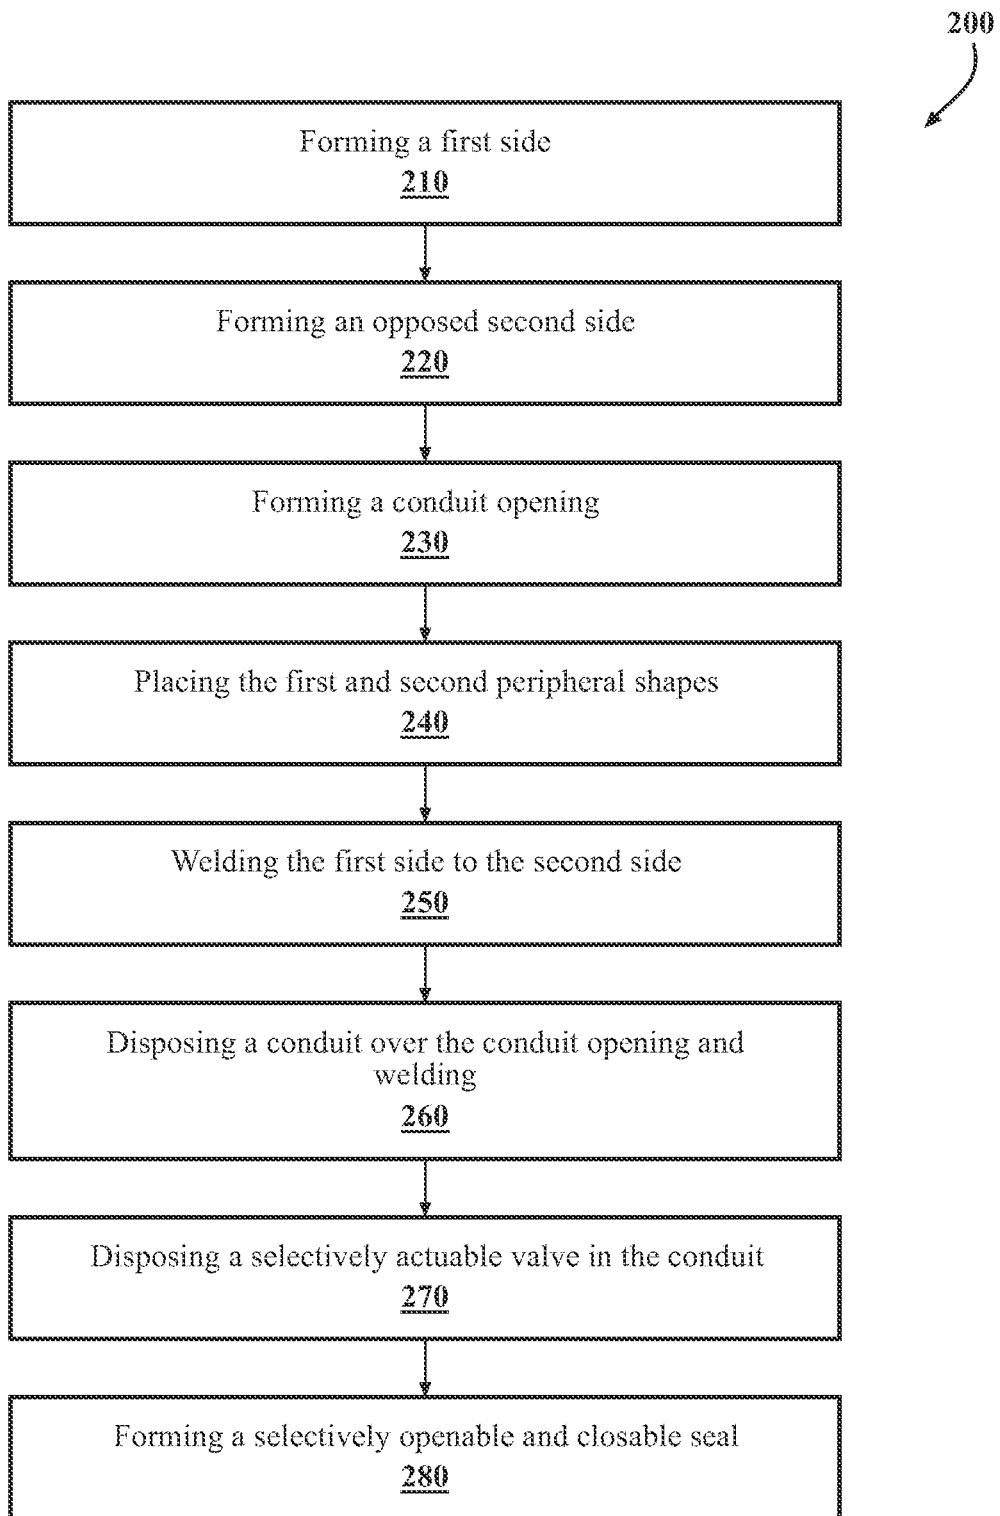 200
Forming a first side
210
Forming an opposed second side
220
Forming a conduit opening
230
Placing the first and second peripheral shapes
240
Welding the first side to the second side
250
Disposing a conduit over the conduit opening and
welding
260
Disposing a selectively actuable valve in the conduit
270
Forming a selectively openable and closable seal
280